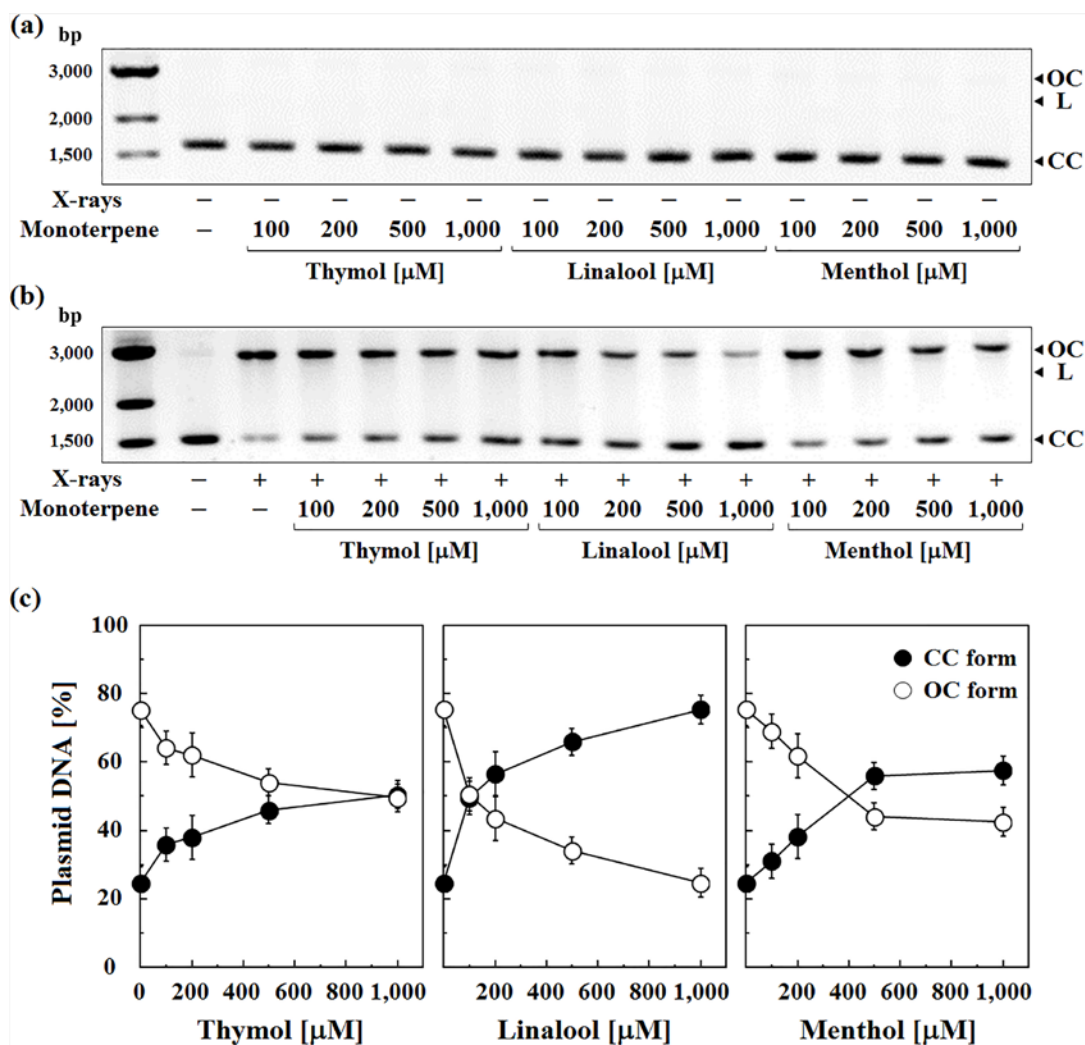 (a)
bp
3,000
2,000
1,500
◄OC
◄L
◄CC
X-rays − − − − − − − − − − − − −
Monoterpene − 100 200 500 1,000 100 200 500 1,000 100 200 500 1,000
Thymol [μM] Linalool [μM] Menthol [μM]
(b)
bp
3,000
2,000
1,500
◄OC
◄L
◄CC
X-rays − + + + + + + + + + + + + +
Monoterpene − − 100 200 500 1,000 100 200 500 1,000 100 200 500 1,000
Thymol [μM] Linalool [μM] Menthol [μM]
(c)
Plasmid DNA [%]
100
80
60
40
20
0
CC form
OC form
0 200 400 600 800 1,000 200 400 600 800 1,000 200 400 600 800 1,000
Thymol [μM] Linalool [μM] Menthol [μM]